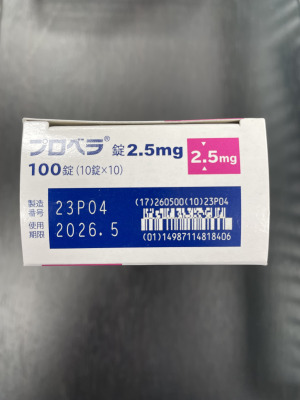 プロベラ® 錠2.5mg
2.5mg
100錠(10錠×10)
製造番号 23P04
使用期限 2026.5
(17)260500(10)23P04
(01)14987114818406